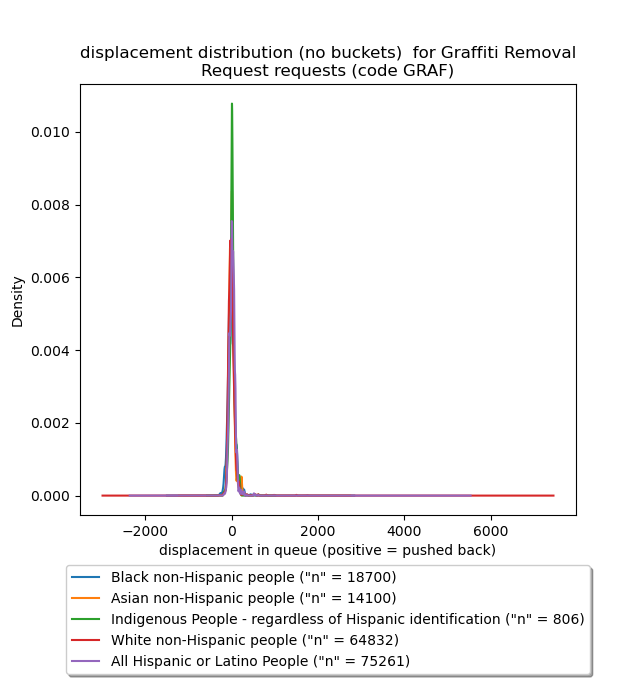 displacement distribution (no buckets)  for Graffiti Removal
Request requests (code GRAF)
0.010
0.008
0.006
0.004
0.002
0.000
Density
−2000 0 2000 4000 6000
displacement in queue (positive = pushed back)
Black non-Hispanic people ("n" = 18700)
Asian non-Hispanic people ("n" = 14100)
Indigenous People - regardless of Hispanic identification ("n" = 806)
White non-Hispanic people ("n" = 64832)
All Hispanic or Latino People ("n" = 75261)